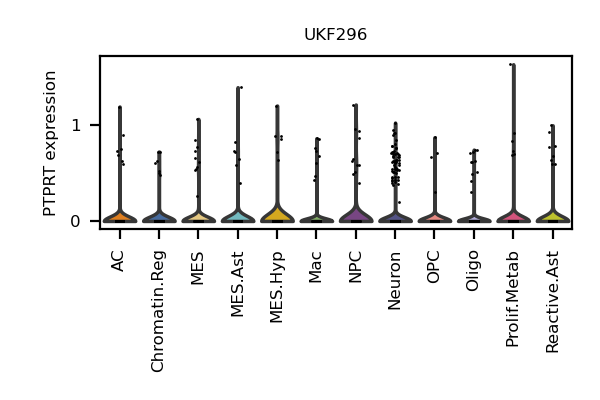 UKF296
PTPRT expression
1
0
AC
Chromatin.Reg
MES
MES.Ast
MES.Hyp
Mac
NPC
Neuron
OPC
Oligo
Prolif.Metab
Reactive.Ast